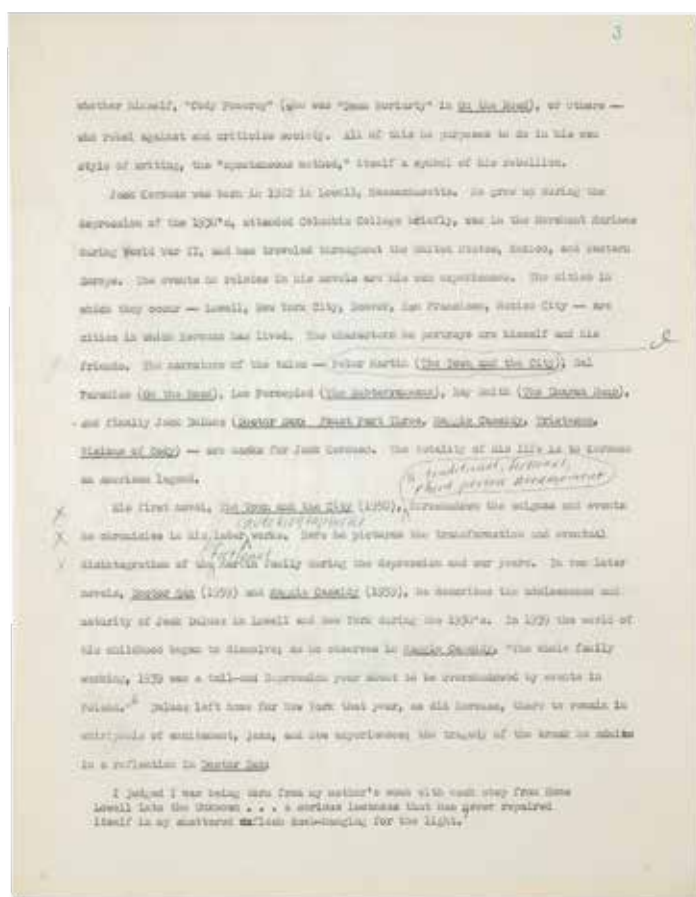 3
whether himself, "Cody Pomeray" (who was "Dean Moriarty" in On the Road), or others —
who rebel against and criticize society. All of this he purposes to do in his own
style of writing, the "spontaneous method," itself a symbol of his rebellion.
Jack Kerouac was born in 1922 in Lowell, Massachusetts. He grew up during the
depression of the 1930's, attended Columbia College briefly, was in the Merchant Marines
during World War II, and has traveled throughout the United States, Mexico, and western
Europe. The events he relates in his novels are his own experiences. The cities in
which they occur — Lowell, New York City, Denver, San Francisco, Mexico City — are
cities in which Kerouac has lived. The characters he portrays are himself and his
friends. The narrators of the tales — Peter Martin (The Town and the City), Sal
Paradise (On the Road), Leo Percepied (The Subterraneans), Ray Smith (The Dharma Bums),
and finally Jack Duluoz (Doctor Sax: Faust Part Three, Maggie Cassidy, Tristessa,
Visions of Cody) — are masks for Jack Kerouac. The totality of his life is to Kerouac
an American legend.
a traditional,
third person
His first novel, The Town and the City (1950), foreshadows the enigmas and events
autobiographical
he chronicles in his later works. Here he pictures the transformation and eventual
fictional
disintegration of the Martin family during the depression and war years. In two later
novels, Doctor Sax (1959) and Maggie Cassidy (1959), he describes the adolescence and
maturity of Jack Duluoz in Lowell and New York during the 1930's. In 1939 the world of
his childhood began to dissolve; as he observes in Maggie Cassidy, "The whole family
working, 1939 was a tail-end Depression year about to be overshadowed by events in
Poland." Duluoz left home for New York that year, as did Kerouac, there to remain in
whirlpools of excitement, jazz, and new experiences; the tragedy of the break he admits
in a reflection in Doctor Sax:
I judged I was being torn from my mother's womb with each step from Home
Lowell into the Unknown . . . a serious lostness that has never repaired
itself in my shattered flesh dumb-hanging for the light.